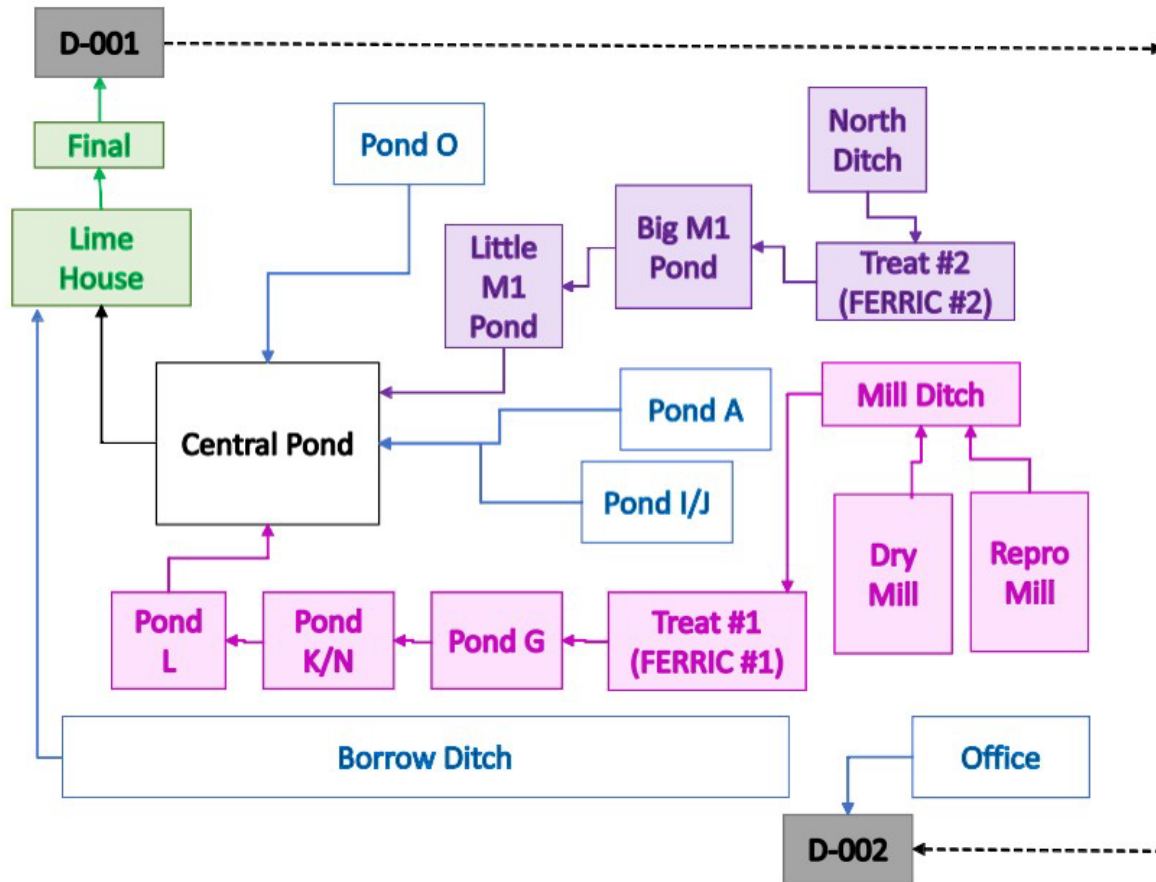 D-001
Final
Lime
House
Pond O
North
Ditch
Big M1
Pond
Little
M1
Pond
Treat #2
(FERRIC #2)
Central Pond
Pond A
Pond I/J
Mill Ditch
Dry
Mill
Repro
Mill
Pond
L
Pond
K/N
Pond G
Treat #1
(FERRIC #1)
Borrow Ditch
Office
D-002